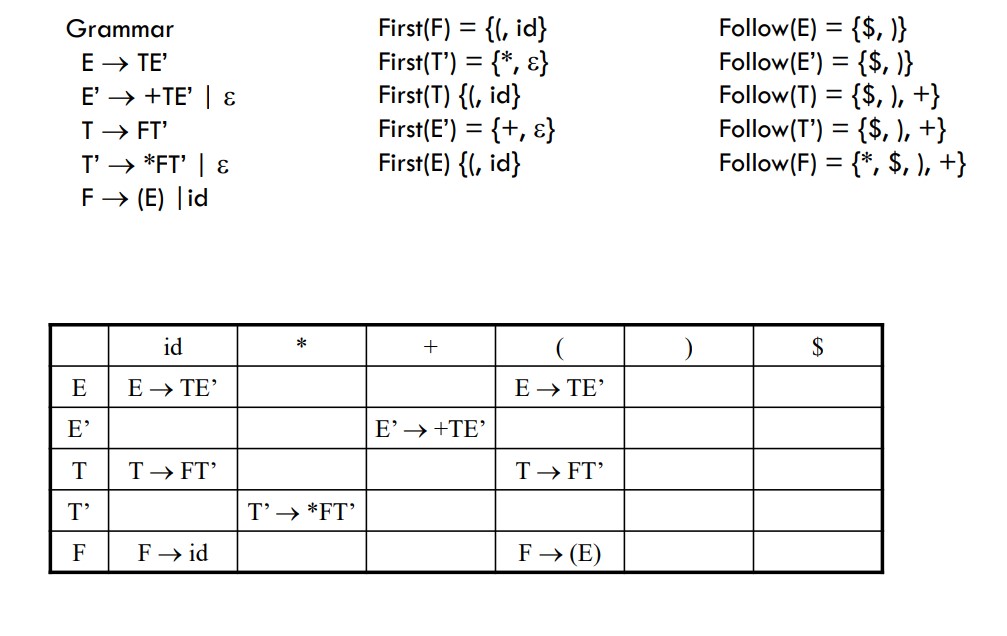 Grammar
E → TE’
E’ → +TE’ | ε
T → FT’
T’ → *FT’ | ε
F → (E) |id
First(F) = {(, id}
First(T’) = {*, ε}
First(T) {(, id}
First(E’) = {+, ε}
First(E) {(, id}
Follow(E) = {$, )}
Follow(E’) = {$, )}
Follow(T) = {$, ), +}
Follow(T’) = {$, ), +}
Follow(F) = {*, $, ), +}
id * + ( ) $
E E → TE’ E → TE’
E’ E’ → +TE’
T T → FT’ T → FT’
T’ T’ → *FT’
F F → id F → (E)